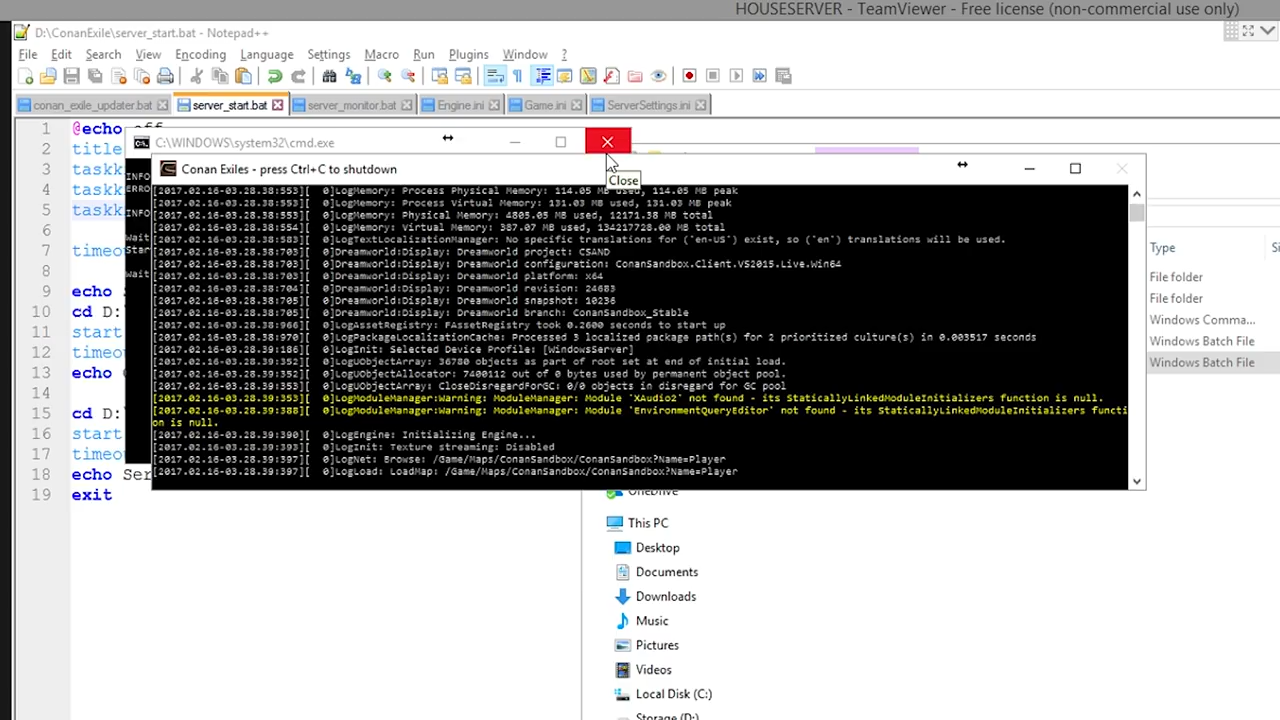 HOUSESERVER - TeamViewer - Free license (non-commercial use only)
D:\ConanExile\server_start.bat - Notepad++
File Edit Search View Encoding Language Settings Macro Run Plugins Window ?
conan_exile_updater.bat server_start.bat server_monitor.bat Engine.ini Game.ini ServerSettings.ini
1 @echo off
2 title
3 taskk
4 taskk
5 taskk
6
7 timeo
8
9 echo S
10 cd D:
11 start
12 timeo
13 echo
14
15 cd D:\
16 start
17 timeo
18 echo Ser
19 exit
C:\WINDOWS\system32\cmd.exe
INFO
ERRO
INFO
Wait
Star
Wait
Close
Conan Exiles - press Ctrl+C to shutdown
[2017.02.16-03.28.38:553][ 0]LogMemory: Process Physical Memory: 114.05 MB used, 114.05 MB peak
[2017.02.16-03.28.38:553][ 0]LogMemory: Process Virtual Memory: 131.03 MB used, 131.03 MB peak
[2017.02.16-03.28.38:553][ 0]LogMemory: Physical Memory: 4805.05 MB used, 12171.38 MB total
[2017.02.16-03.28.38:554][ 0]LogMemory: Virtual Memory: 387.07 MB used, 134217728.00 MB total
[2017.02.16-03.28.38:583][ 0]LogTextLocalizationManager: No specific translations for ('en-US') exist, so ('en') translations will be used.
[2017.02.16-03.28.38:703][ 0]Dreamworld:Display: Dreamworld project: CSAND
[2017.02.16-03.28.38:703][ 0]Dreamworld:Display: Dreamworld configuration: ConanSandbox.Client.VS2015.Live.Win64
[2017.02.16-03.28.38:703][ 0]Dreamworld:Display: Dreamworld platform: x64
[2017.02.16-03.28.38:704][ 0]Dreamworld:Display: Dreamworld revision: 24683
[2017.02.16-03.28.38:705][ 0]Dreamworld:Display: Dreamworld snapshot: 10236
[2017.02.16-03.28.38:705][ 0]Dreamworld:Display: Dreamworld branch: ConanSandbox_Stable
[2017.02.16-03.28.38:966][ 0]LogAssetRegistry: FAssetRegistry took 0.2600 seconds to start up
[2017.02.16-03.28.38:970][ 0]LogPackageLocalizationCache: Processed 3 localized package path(s) for 2 prioritized culture(s) in 0.003517 seconds
[2017.02.16-03.28.39:186][ 0]LogInit: Selected Device Profile: [WindowsServer]
[2017.02.16-03.28.39:352][ 0]LogUObjectArray: 36780 objects as part of root set at end of initial load.
[2017.02.16-03.28.39:352][ 0]LogUObjectAllocator: 7400112 out of 0 bytes used by permanent object pool.
[2017.02.16-03.28.39:353][ 0]LogUObjectArray: CloseDisregardForGC: 0/0 objects in disregard for GC pool
[2017.02.16-03.28.39:353][ 0]LogModuleManager:Warning: ModuleManager: Module 'XAudio2' not found - its StaticallyLinkedModuleInitializers function is null.
[2017.02.16-03.28.39:388][ 0]LogModuleManager:Warning: ModuleManager: Module 'EnvironmentQueryEditor' not found - its StaticallyLinkedModuleInitializers functi
on is null.
[2017.02.16-03.28.39:390][ 0]LogEngine: Initializing Engine...
[2017.02.16-03.28.39:393][ 0]LogInit: Texture streaming: Disabled
[2017.02.16-03.28.39:397][ 0]LogNet: Browse: /Game/Maps/ConanSandbox/ConanSandbox?Name=Player
[2017.02.16-03.28.39:397][ 0]LogLoad: LoadMap: /Game/Maps/ConanSandbox/ConanSandbox?Name=Player
Type
File folder
File folder
Windows Comma...
Windows Batch File
Windows Batch File
OneDrive
This PC
Desktop
Documents
Downloads
Music
Pictures
Videos
Local Disk (C:)
Storage (D:)